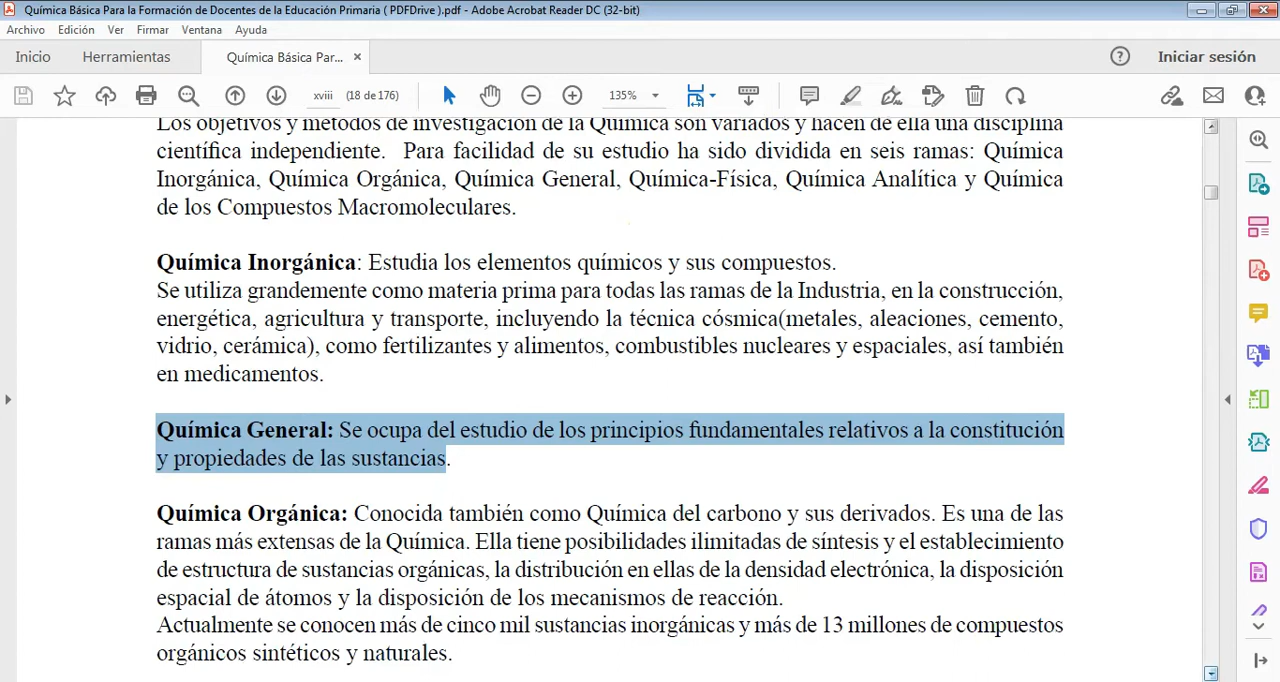 Química Básica Para la Formación de Docentes de la Educación Primaria ( PDFDrive ).pdf - Adobe Acrobat Reader DC (32-bit)
Archivo Edición Ver Firmar Ventana Ayuda
Inicio Herramientas Química Básica Par... × Iniciar sesión
xviii (18 de 176) 135%
Los objetivos y métodos de investigación de la Química son variados y hacen de ella una disciplina
científica independiente. Para facilidad de su estudio ha sido dividida en seis ramas: Química
Inorgánica, Química Orgánica, Química General, Química-Física, Química Analítica y Química
de los Compuestos Macromoleculares.
Química Inorgánica: Estudia los elementos químicos y sus compuestos.
Se utiliza grandemente como materia prima para todas las ramas de la Industria, en la construcción,
energética, agricultura y transporte, incluyendo la técnica cósmica(metales, aleaciones, cemento,
vidrio, cerámica), como fertilizantes y alimentos, combustibles nucleares y espaciales, así también
en medicamentos.
Química General: Se ocupa del estudio de los principios fundamentales relativos a la constitución
y propiedades de las sustancias.
Química Orgánica: Conocida también como Química del carbono y sus derivados. Es una de las
ramas más extensas de la Química. Ella tiene posibilidades ilimitadas de síntesis y el establecimiento
de estructura de sustancias orgánicas, la distribución en ellas de la densidad electrónica, la disposición
espacial de átomos y la disposición de los mecanismos de reacción.
Actualmente se conocen más de cinco mil sustancias inorgánicas y más de 13 millones de compuestos
orgánicos sintéticos y naturales.